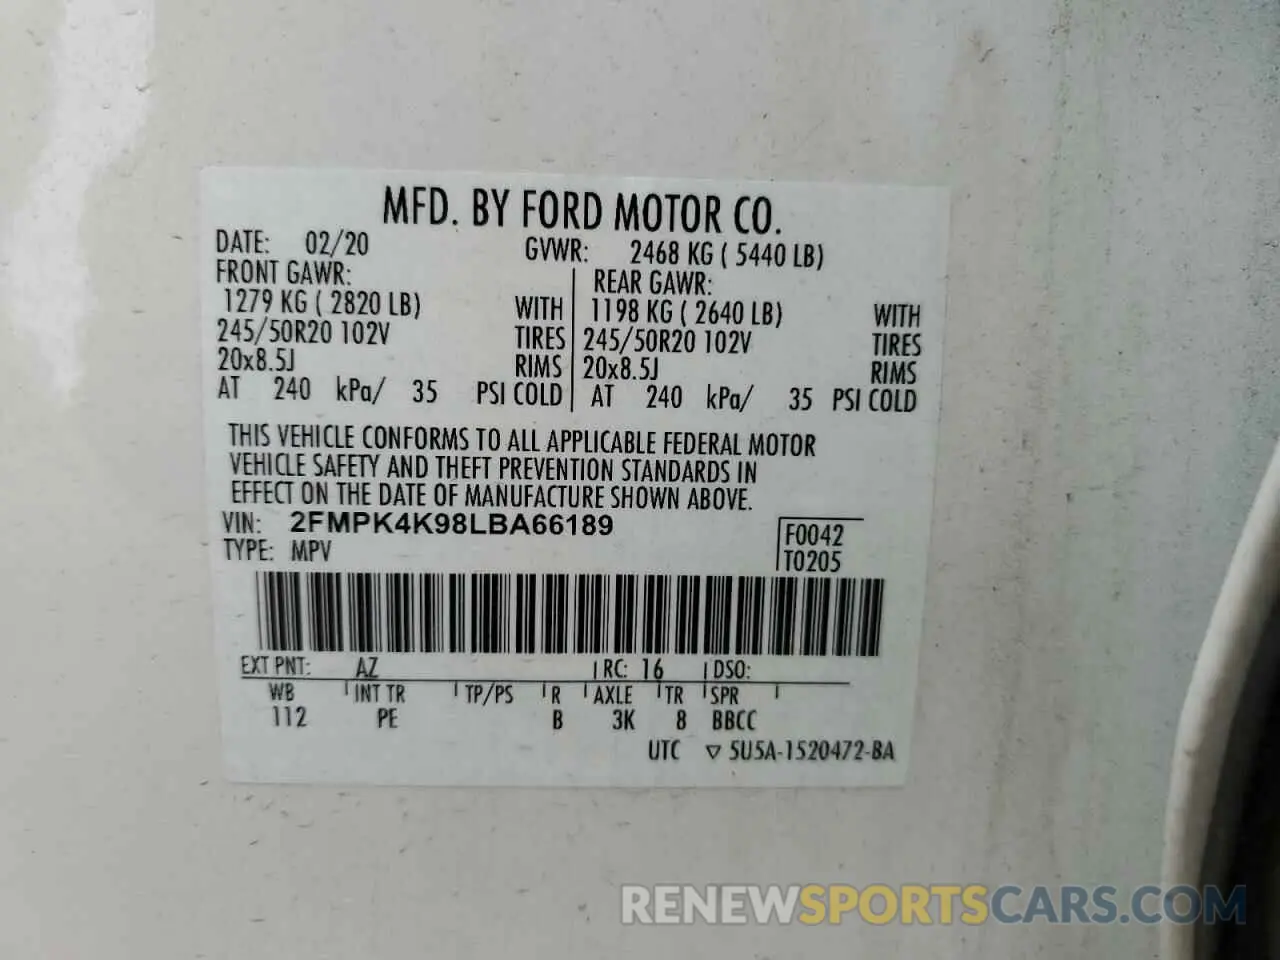 MFD. BY FORD MOTOR CO.
DATE: 02/20 GVWR: 2468 KG ( 5440 LB)
FRONT GAWR: REAR GAWR:
1279 KG ( 2820 LB) WITH 1198 KG ( 2640 LB) WITH
245/50R20 102V TIRES 245/50R20 102V TIRES
20x8.5J RIMS 20x8.5J RIMS
AT 240 kPa/ 35 PSI COLD AT 240 kPa/ 35 PSI COLD
THIS VEHICLE CONFORMS TO ALL APPLICABLE FEDERAL MOTOR
VEHICLE SAFETY AND THEFT PREVENTION STANDARDS IN
EFFECT ON THE DATE OF MANUFACTURE SHOWN ABOVE.
VIN: 2FMPK4K98LBA66189 F0042
TYPE: MPV T0205
EXT PNT: AZ RC: 16 DSO:
WB INT TR TP/PS R AXLE TR SPR
112 PE B 3K 8 BBCC
UTC ▽ 5U5A-1520472-BA
RENEWSPORTSCARS.COM